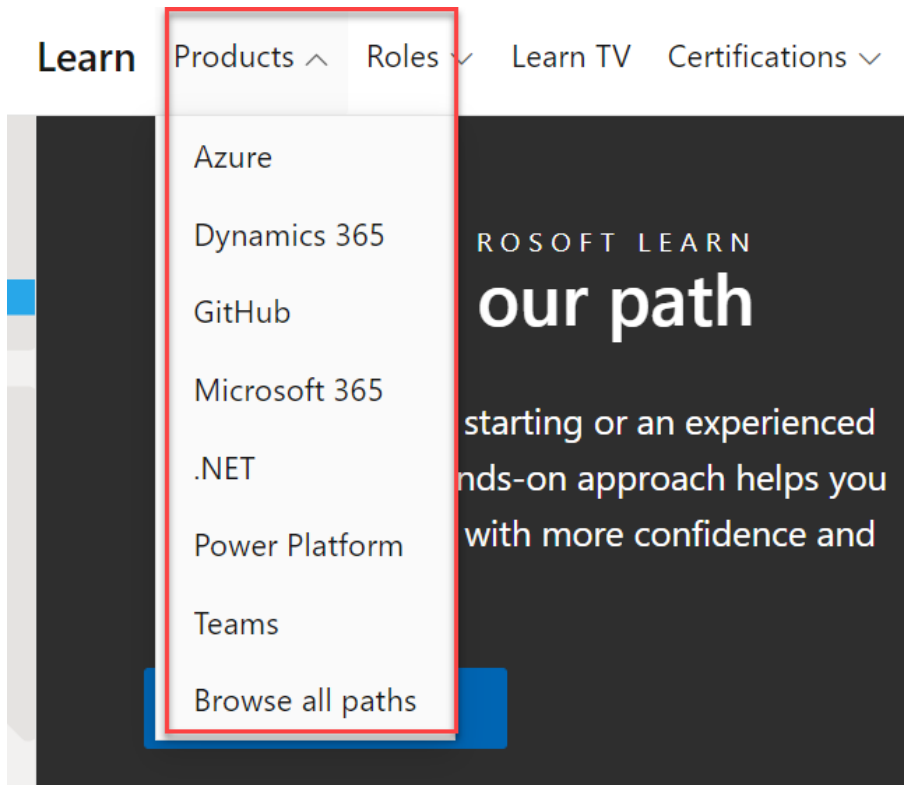 Learn Products Roles Learn TV Certifications
Azure
Dynamics 365
GitHub
Microsoft 365
.NET
Power Platform
Teams
Browse all paths
ROSOFT LEARN
our path
starting or an experienced
nds-on approach helps you
with more confidence and